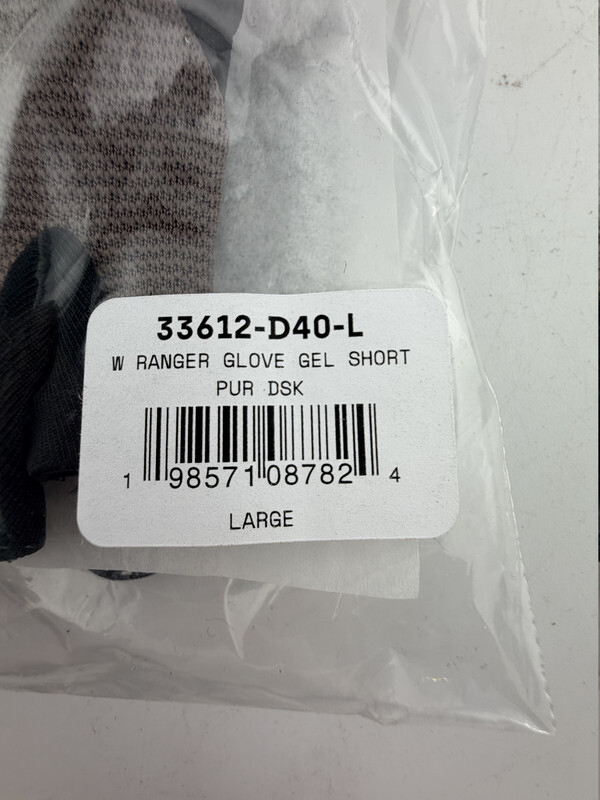 33612-D40-L
W RANGER GLOVE GEL SHORT
PUR DSK
1 98571 08782 4
LARGE